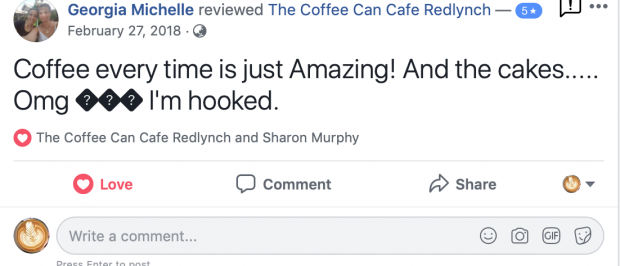 Georgia Michelle reviewed The Coffee Can Cafe Redlynch — 5★
February 27, 2018 ·
Coffee every time is just Amazing! And the cakes.....
Omg ��� I'm hooked.
The Coffee Can Cafe Redlynch and Sharon Murphy
Love Comment Share
Write a comment... GIF
Press Enter to post